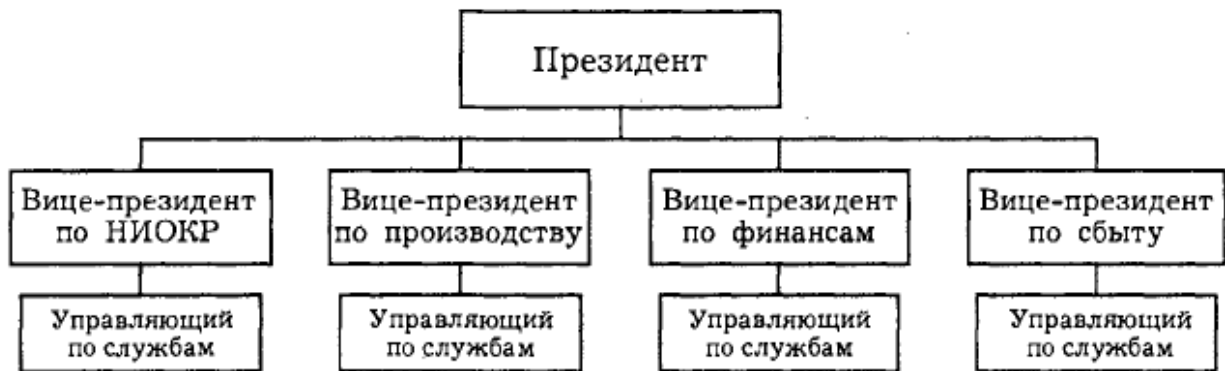 Президент
Вице-президент
по НИОКР
Вице-президент
по производству
Вице-президент
по финансам
Вице-президент
по сбыту
Управляющий
по службам
Управляющий
по службам
Управляющий
по службам
Управляющий
по службам